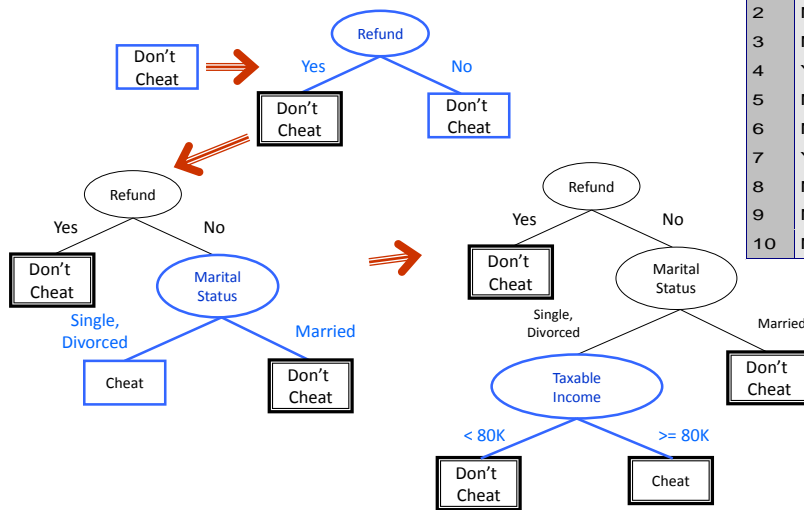 Don't
Cheat
Refund
Yes
No
Don't
Cheat
Don't
Cheat
Refund
Yes
No
Don't
Cheat
Marital
Status
Single,
Divorced
Married
Cheat
Don't
Cheat
Refund
Yes
No
Don't
Cheat
Marital
Status
Single,
Divorced
Married
Taxable
Income
Don't
Cheat
< 80K
>= 80K
Don't
Cheat
Cheat
2
3
4
5
6
7
8
9
10